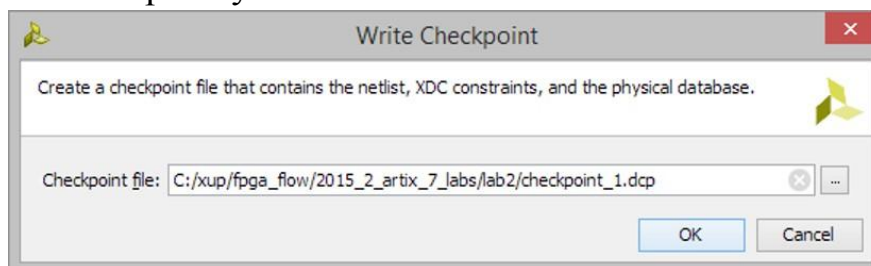 Write Checkpoint
Create a checkpoint file that contains the netlist, XDC constraints, and the physical database.
Checkpoint file: C:/xup/fpga_flow/2015_2_artix_7_labs/lab2/checkpoint_1.dcp ...
OK Cancel